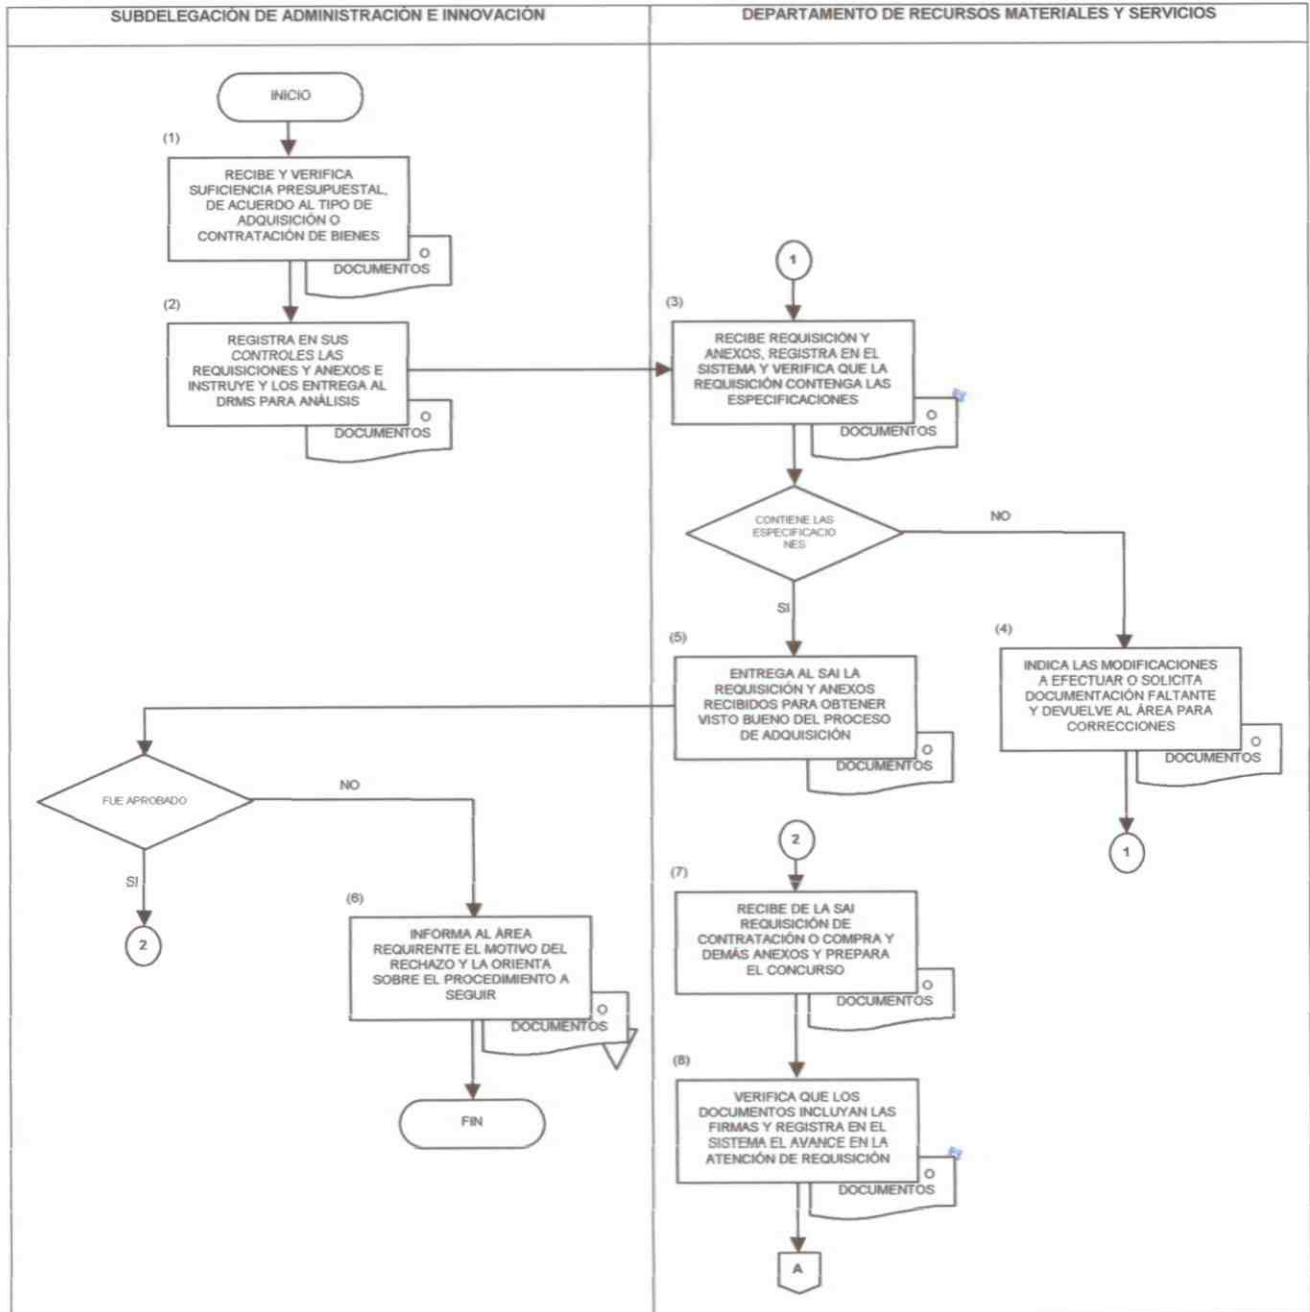 SUBDELEGACIÓN DE ADMINISTRACIÓN E INNOVACIÓN
DEPARTAMENTO DE RECURSOS MATERIALES Y SERVICIOS
INICIO
(1)
RECIBE Y VERIFICA
SUFICIENCIA PRESUPUESTAL,
DE ACUERDO AL TIPO DE
ADQUISICIÓN O
CONTRATACIÓN DE BIENES
O
DOCUMENTOS
(2)
REGISTRA EN SUS
CONTROLES LAS
REQUISICIONES Y ANEXOS E
INSTRUYE Y LOS ENTREGA AL
DRMS PARA ANÁLISIS
O
DOCUMENTOS
1
(3)
RECIBE REQUISICIÓN Y
ANEXOS, REGISTRA EN EL
SISTEMA Y VERIFICA QUE LA
REQUISICIÓN CONTENGA LAS
ESPECIFICACIONES
O
DOCUMENTOS
CONTIENE LAS
ESPECIFICACIO
NES
NO
SI
(4)
INDICA LAS MODIFICACIONES
A EFECTUAR O SOLICITA
DOCUMENTACIÓN FALTANTE
Y DEVUELVE AL ÁREA PARA
CORRECCIONES
O
DOCUMENTOS
1
(5)
ENTREGA AL SAI LA
REQUISICIÓN Y ANEXOS
RECIBIDOS PARA OBTENER
VISTO BUENO DEL PROCESO
DE ADQUISICIÓN
O
DOCUMENTOS
FUE APROBADO
NO
SI
2
(6)
INFORMA AL ÁREA
REQUIRENTE EL MOTIVO DEL
RECHAZO Y LA ORIENTA
SOBRE EL PROCEDIMIENTO A
SEGUIR
O
DOCUMENTOS
FIN
2
(7)
RECIBE DE LA SAI
REQUISICIÓN DE
CONTRATACIÓN O COMPRA Y
DEMÁS ANEXOS Y PREPARA
EL CONCURSO
O
DOCUMENTOS
(8)
VERIFICA QUE LOS
DOCUMENTOS INCLUYAN LAS
FIRMAS Y REGISTRA EN EL
SISTEMA EL AVANCE EN LA
ATENCIÓN DE REQUISICIÓN
O
DOCUMENTOS
A